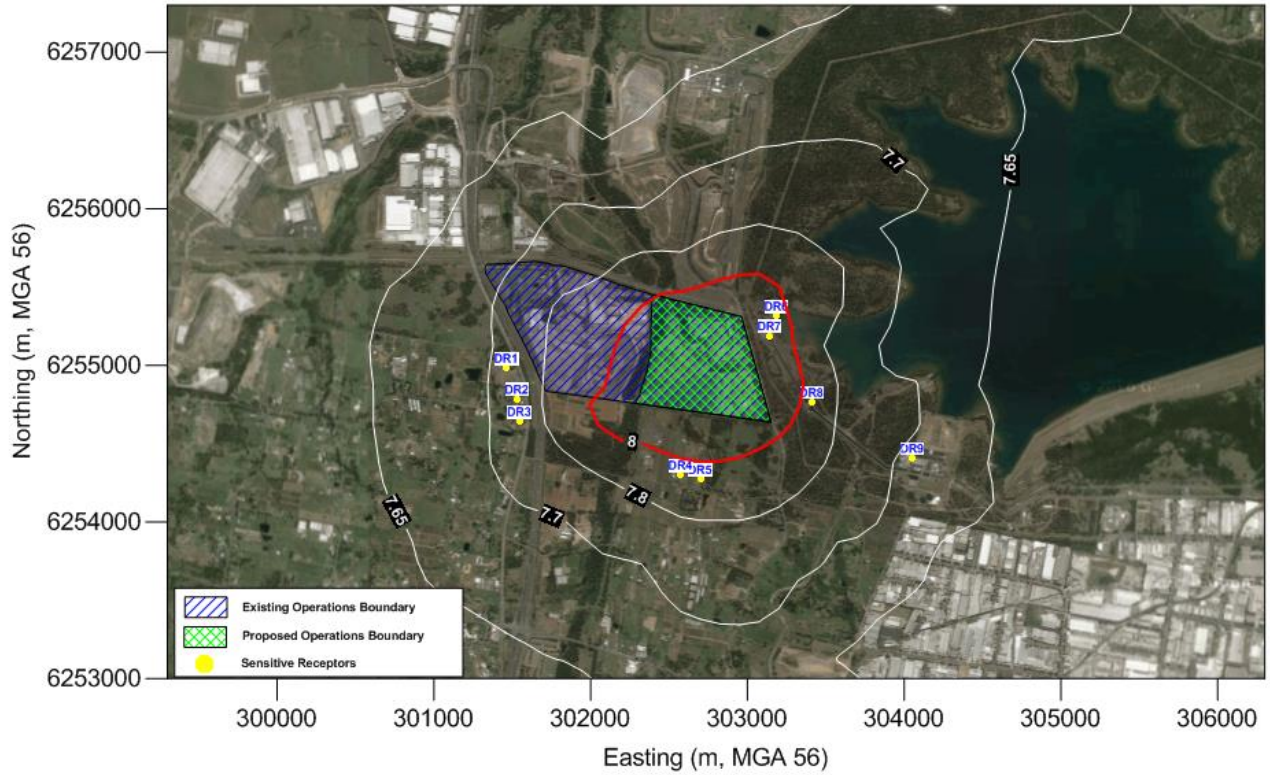 6257000
6256000
6255000
6254000
6253000
Northing (m, MGA 56)
7.7
7.65
DR6
DR7
DR1
DR2
DR3
DR8
8
DR4
DR5
DR9
7.8
7.65
7.7
Existing Operations Boundary
Proposed Operations Boundary
Sensitive Receptors
300000 301000 302000 303000 304000 305000 306000
Easting (m, MGA 56)